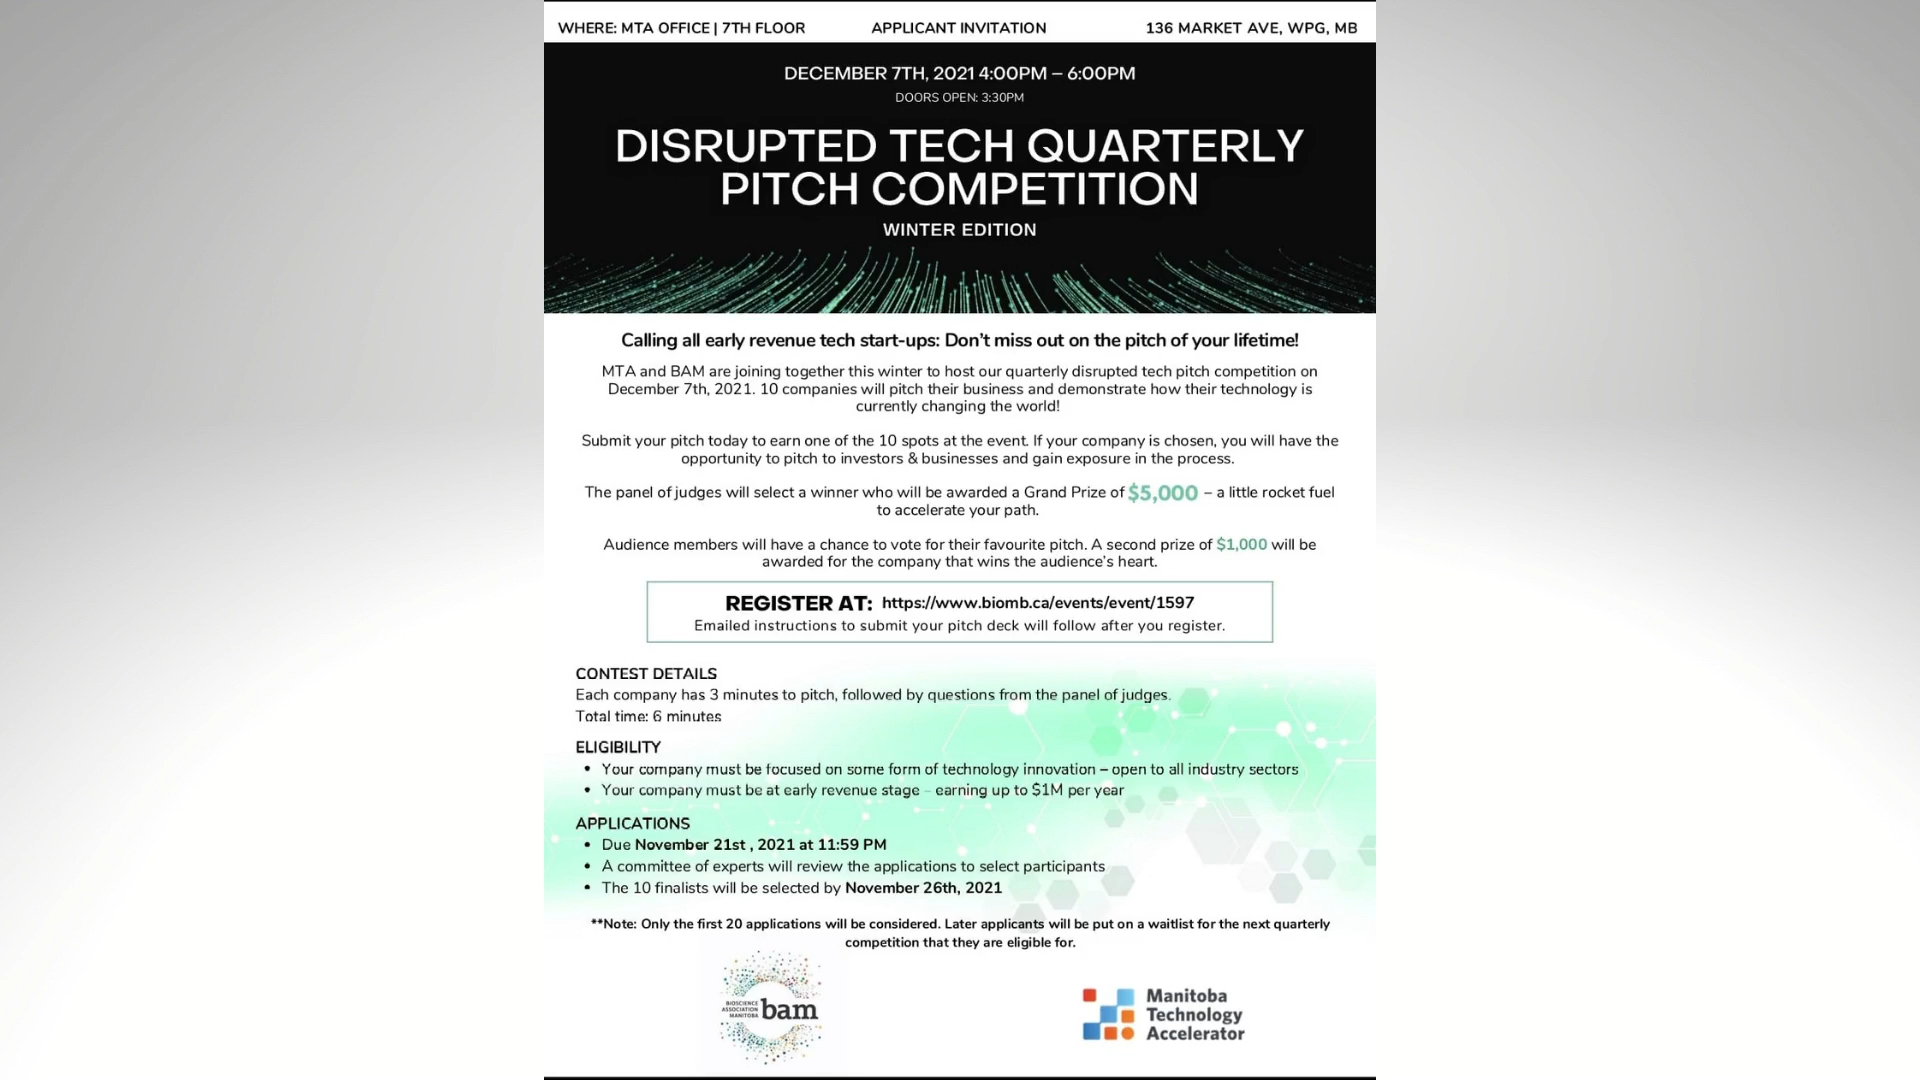 WHERE: MTA OFFICE | 7TH FLOOR
APPLICANT INVITATION
136 MARKET AVE, WPG, MB
DECEMBER 7TH, 2021 4:00PM – 6:00PM
DOORS OPEN: 3:30PM
DISRUPTED TECH QUARTERLY
PITCH COMPETITION
WINTER EDITION
Calling all early revenue tech start-ups: Don't miss out on the pitch of your lifetime!
MTA and BAM are joining together this winter to host our quarterly disrupted tech pitch competition on
December 7th, 2021. 10 companies will pitch their business and demonstrate how their technology is
currently changing the world!
Submit your pitch today to earn one of the 10 spots at the event. If your company is chosen, you will have the
opportunity to pitch to investors & businesses and gain exposure in the process.
The panel of judges will select a winner who will be awarded a Grand Prize of $5,000 – a little rocket fuel
to accelerate your path.
Audience members will have a chance to vote for their favourite pitch. A second prize of $1,000 will be
awarded for the company that wins the audience's heart.
REGISTER AT: https://www.biomb.ca/events/event/1597
Emailed instructions to submit your pitch deck will follow after you register.
CONTEST DETAILS
Each company has 3 minutes to pitch, followed by questions from the panel of judges.
Total time: 6 minutes
ELIGIBILITY
• Your company must be focused on some form of technology innovation – open to all industry sectors
• Your company must be at early revenue stage – earning up to $1M per year
APPLICATIONS
• Due November 21st , 2021 at 11:59 PM
• A committee of experts will review the applications to select participants
• The 10 finalists will be selected by November 26th, 2021
**Note: Only the first 20 applications will be considered. Later applicants will be put on a waitlist for the next quarterly
competition that they are eligible for.
BIOSCIENCE
ASSOCIATION
MANITOBA
bam
Manitoba
Technology
Accelerator